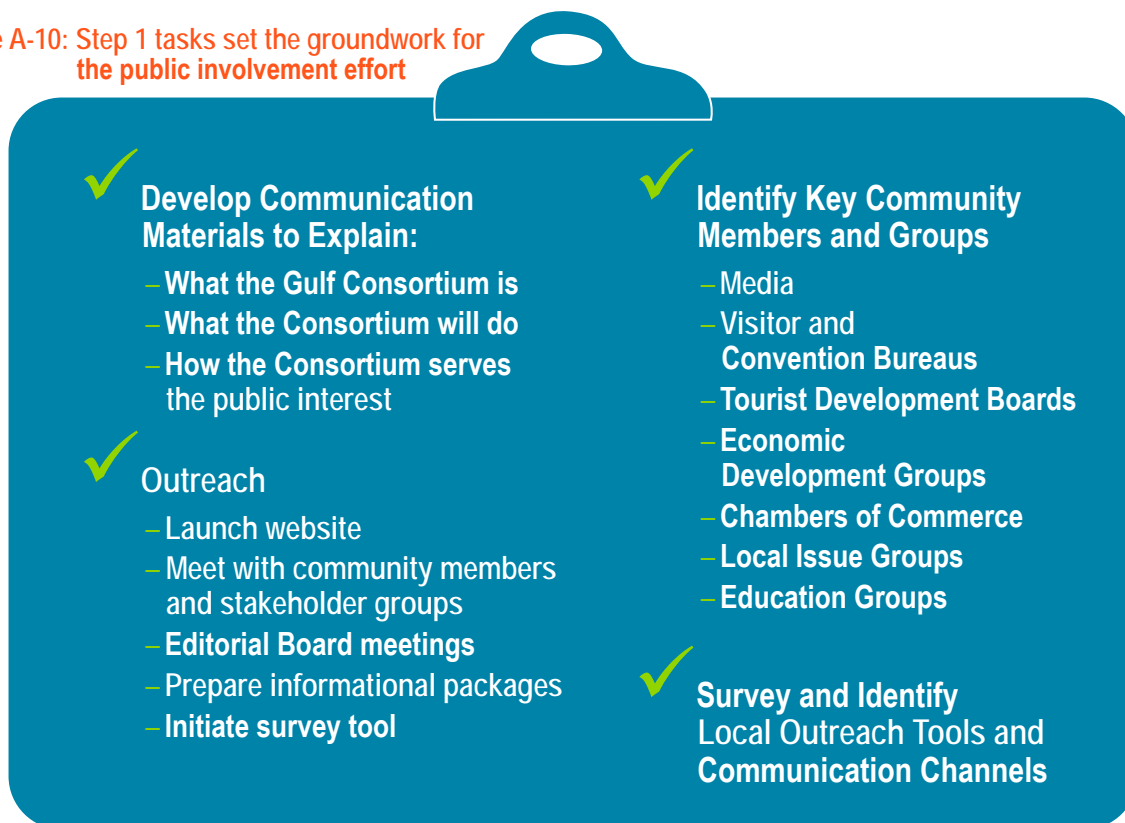 A-10: Step 1 tasks set the groundwork for
the public involvement effort
Develop Communication
Materials to Explain:
– What the Gulf Consortium is
– What the Consortium will do
– How the Consortium serves
the public interest
Outreach
– Launch website
– Meet with community members
and stakeholder groups
– Editorial Board meetings
– Prepare informational packages
– Initiate survey tool
Identify Key Community
Members and Groups
– Media
– Visitor and
Convention Bureaus
– Tourist Development Boards
– Economic
Development Groups
– Chambers of Commerce
– Local Issue Groups
– Education Groups
Survey and Identify
Local Outreach Tools and
Communication Channels